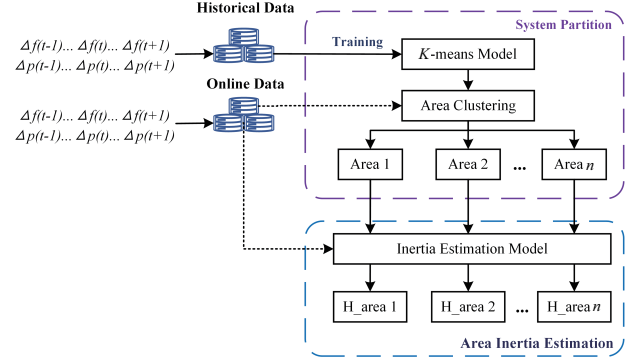 Historical Data
System Partition
Δf(t-1)... Δf(t)... Δf(t+1)
Δp(t-1)... Δp(t)... Δp(t+1)
Training
K-means Model
Online Data
Δf(t-1)... Δf(t)... Δf(t+1)
Δp(t-1)... Δp(t)... Δp(t+1)
Area Clustering
Area 1
Area 2
...
Area n
Inertia Estimation Model
H_area 1
H_area 2
...
H_area n
Area Inertia Estimation